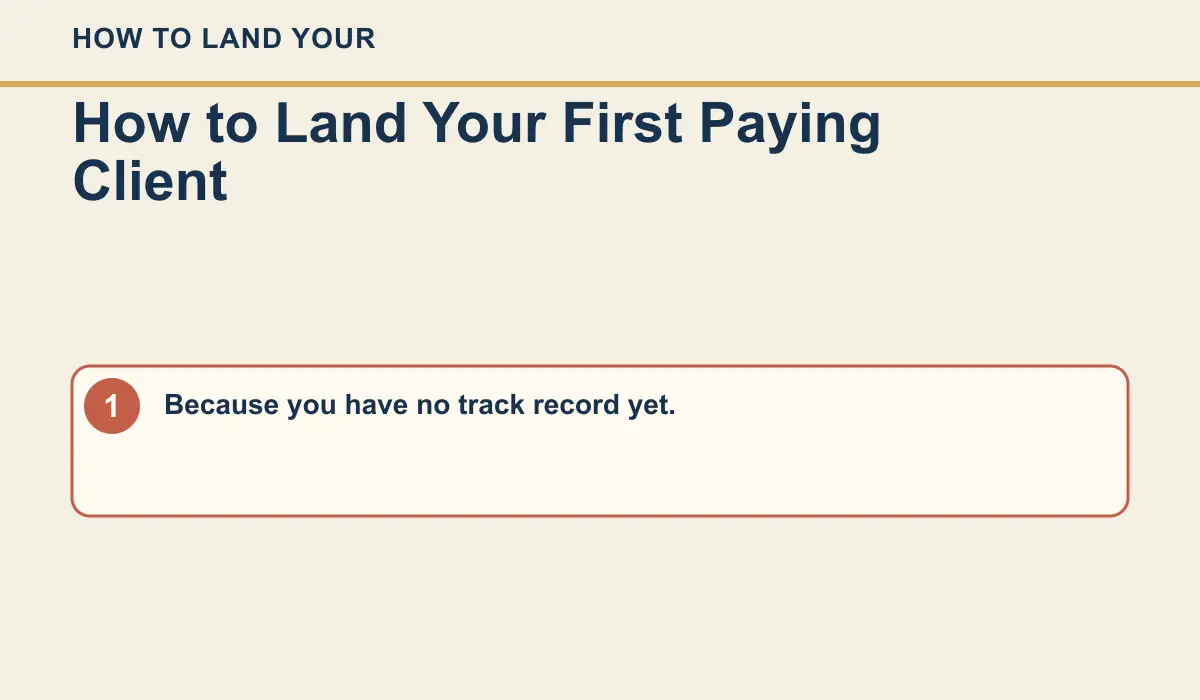 HOW TO LAND YOUR
How to Land Your First Paying
Client
1 Because you have no track record yet.